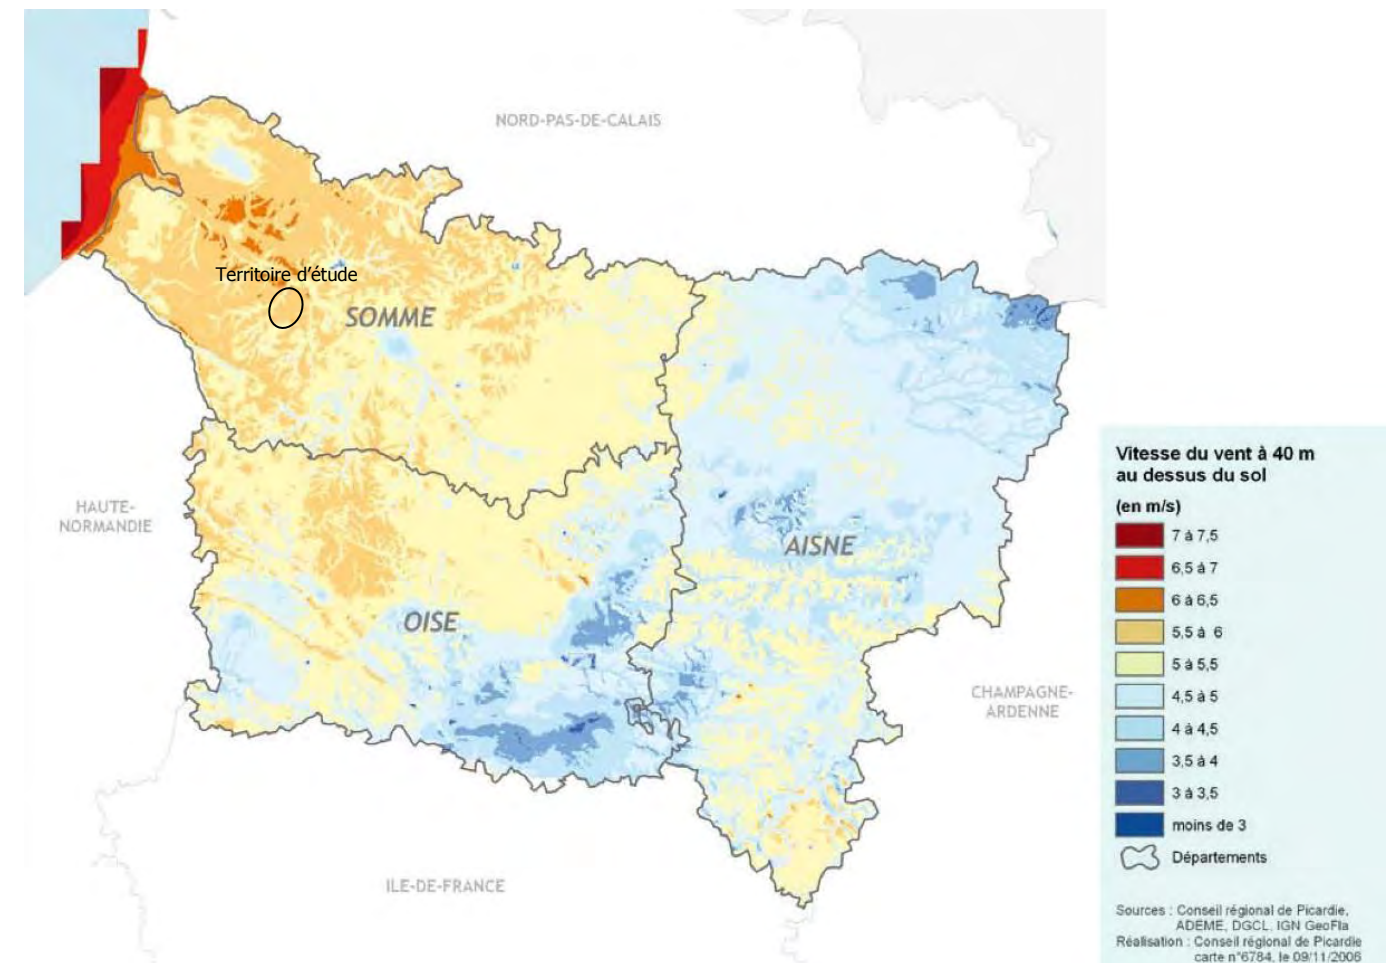 NORD-PAS-DE-CALAIS
Territoire d'étude
SOMME
HAUTE-
NORMANDIE
AISNE
OISE
CHAMPAGNE-
ARDENNE
ILE-DE-FRANCE
Vitesse du vent à 40 m
au dessus du sol
(en m/s)
7 à 7,5
6,5 à 7
6 à 6,5
5,5 à 6
5 à 5,5
4,5 à 5
4 à 4,5
3,5 à 4
3 à 3,5
moins de 3
Départements
Sources : Conseil régional de Picardie,
ADEME, DGCL, IGN GeoFla
Réalisation : Conseil régional de Picardie
carte n°6784, le 09/11/2006